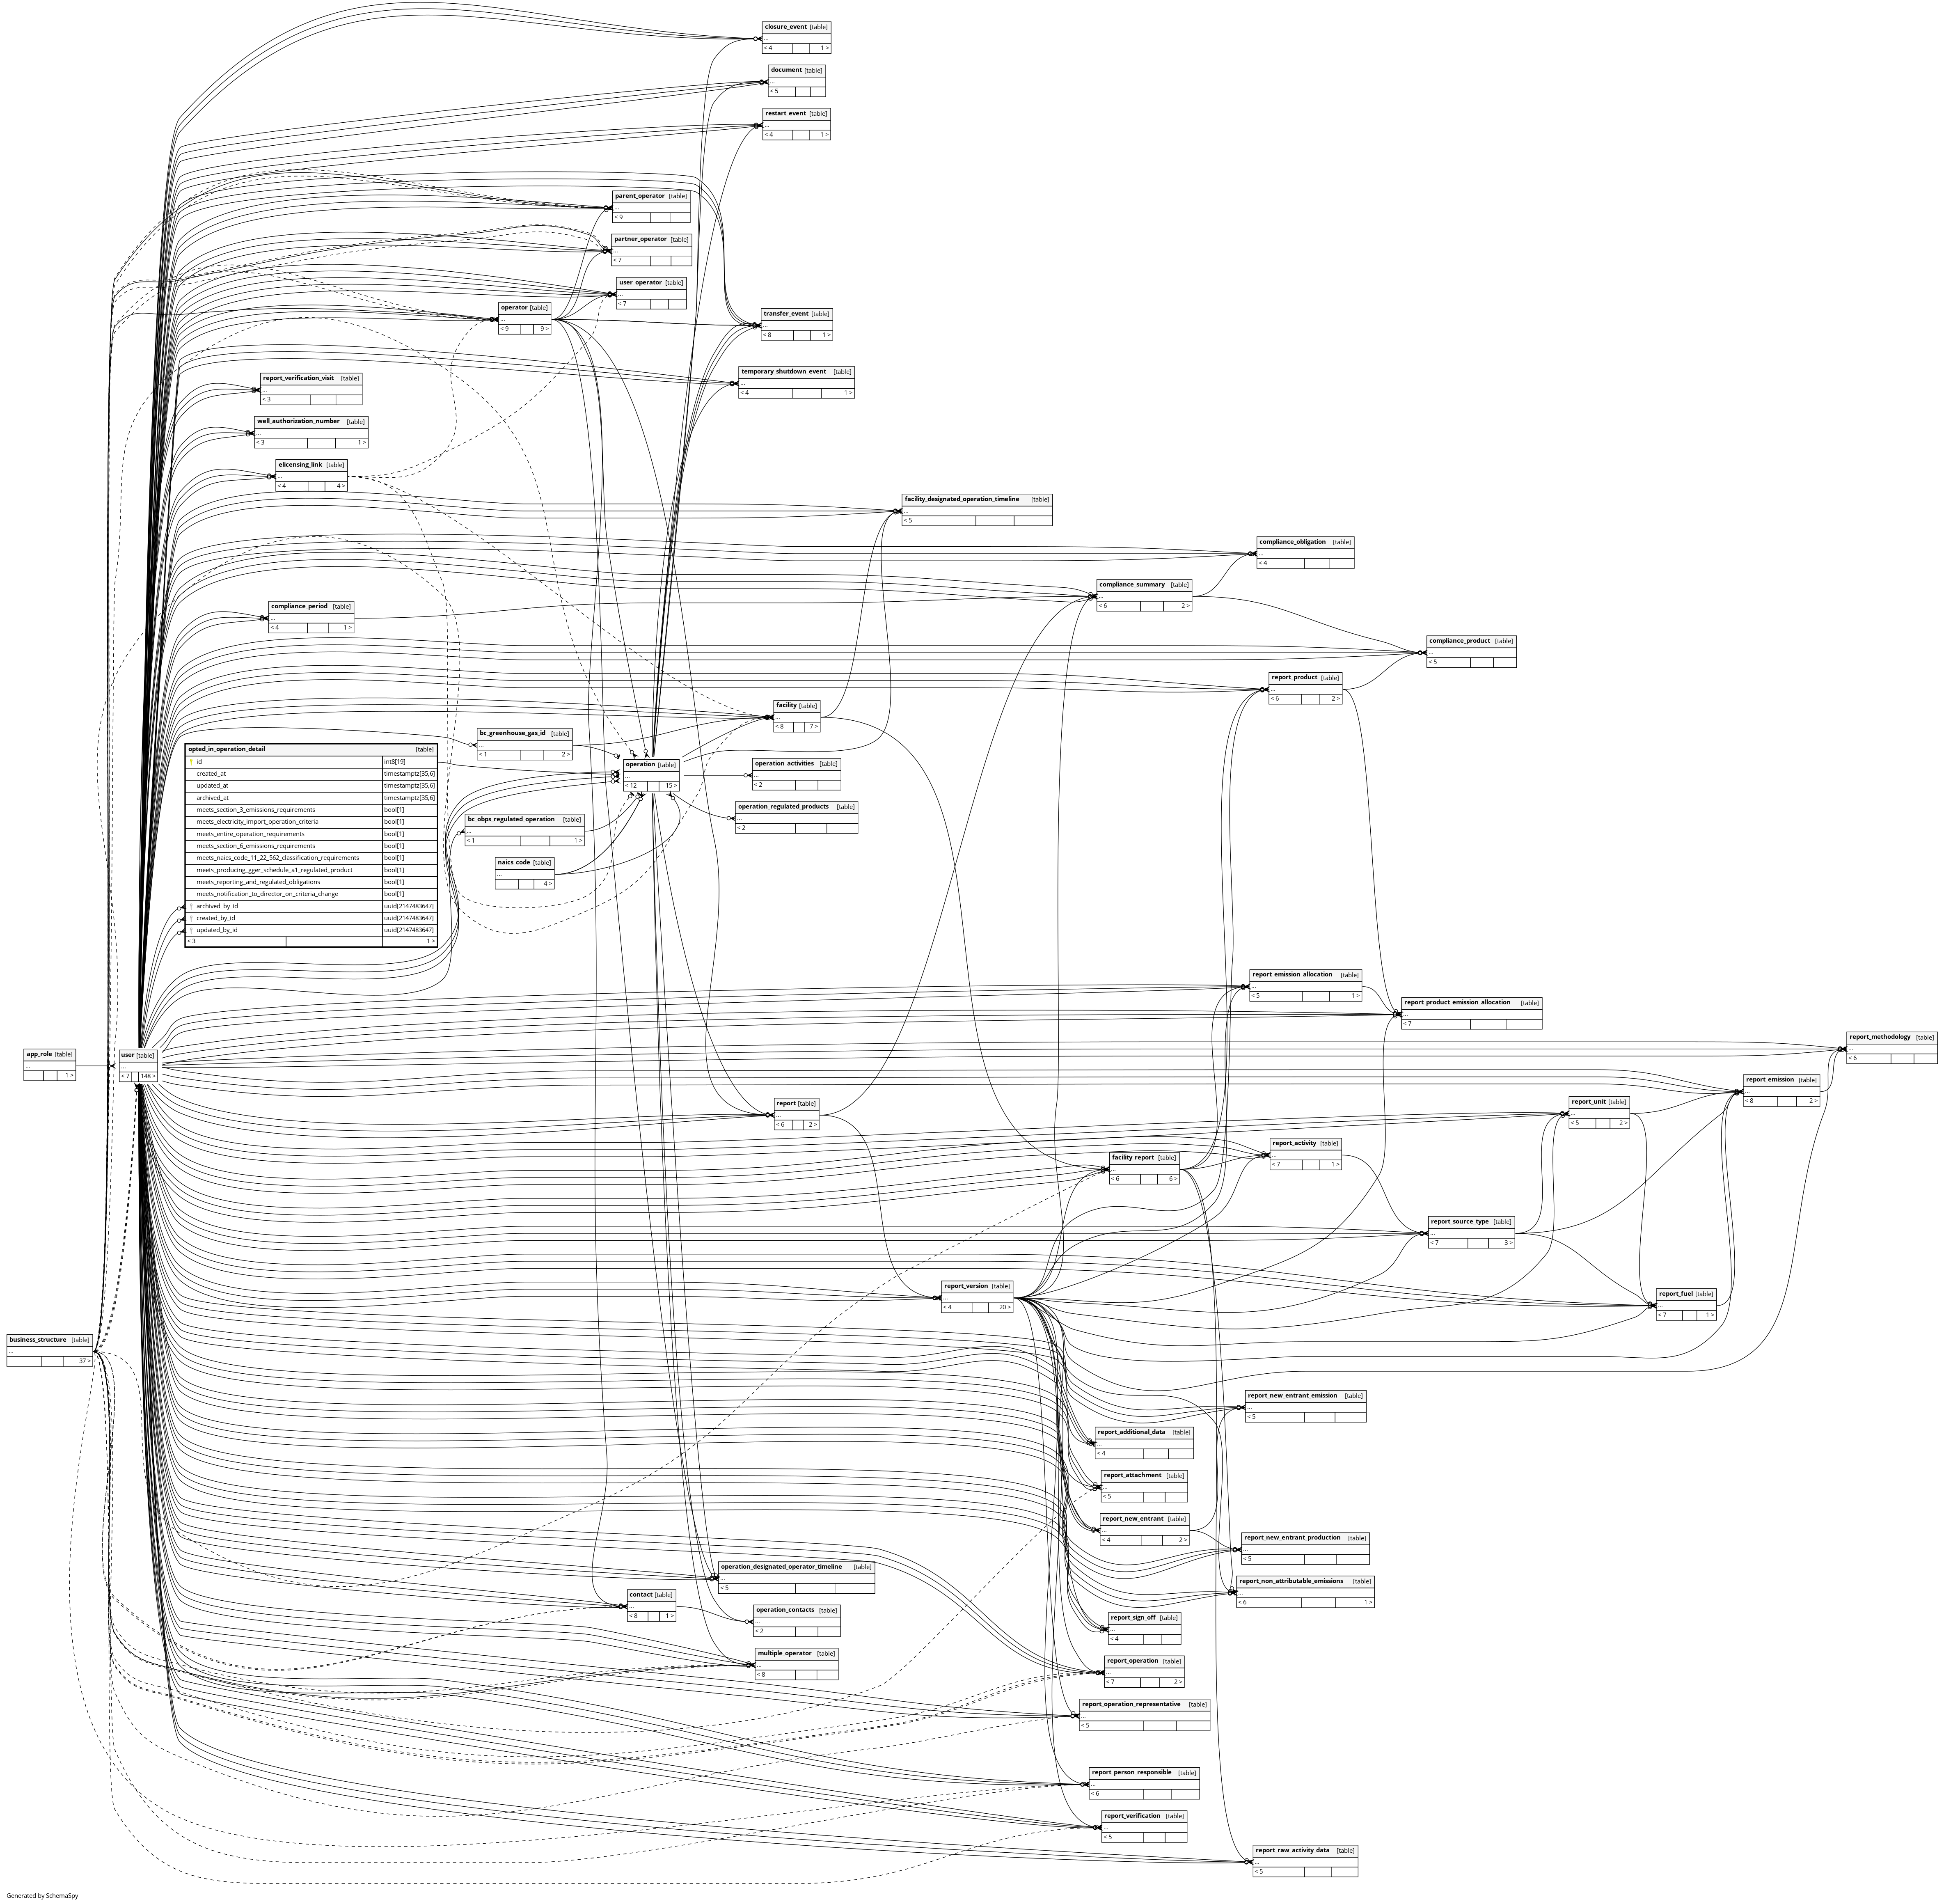 closure_event [table]
...
< 4 1 >
document [table]
...
< 5
restart_event [table]
...
< 4 1 >
parent_operator [table]
...
< 9
partner_operator [table]
...
< 7
user_operator [table]
...
< 7
operator [table]
...
< 9 9 >
transfer_event [table]
...
< 8 1 >
temporary_shutdown_event [table]
...
< 4 1 >
report_verification_visit [table]
...
< 3
well_authorization_number [table]
...
< 3 1 >
elicensing_link [table]
...
< 4 4 >
facility_designated_operation_timeline [table]
...
< 5
compliance_obligation [table]
...
< 4
compliance_summary [table]
...
< 6 2 >
compliance_period [table]
...
< 4 1 >
compliance_product [table]
...
< 5
report_product [table]
...
< 6 2 >
facility [table]
...
< 8 7 >
bc_greenhouse_gas_id [table]
...
< 1 2 >
operation [table]
...
< 12 15 >
operation_activities [table]
...
< 2
operation_regulated_products [table]
...
< 2
bc_obps_regulated_operation [table]
...
< 1 1 >
naics_code [table]
...
4 >
opted_in_operation_detail [table]
id int8[19]
created_at timestamptz[35,6]
updated_at timestamptz[35,6]
archived_at timestamptz[35,6]
meets_section_3_emissions_requirements bool[1]
meets_electricity_import_operation_criteria bool[1]
meets_entire_operation_requirements bool[1]
meets_section_6_emissions_requirements bool[1]
meets_naics_code_11_22_562_classification_requirements bool[1]
meets_producing_gger_schedule_a1_regulated_product bool[1]
meets_reporting_and_regulated_obligations bool[1]
meets_notification_to_director_on_criteria_change bool[1]
archived_by_id uuid[2147483647]
created_by_id uuid[2147483647]
updated_by_id uuid[2147483647]
< 3 1 >
report_emission_allocation [table]
...
< 5 1 >
report_product_emission_allocation [table]
...
< 7
report_methodology [table]
...
< 6
app_role [table]
...
1 >
user [table]
...
< 7 148 >
report_emission [table]
...
< 8 2 >
report_unit [table]
...
< 5 2 >
report [table]
...
< 6 2 >
report_activity [table]
...
< 7 1 >
facility_report [table]
...
< 6 6 >
report_source_type [table]
...
< 7 3 >
report_version [table]
...
< 4 20 >
report_fuel [table]
...
< 7 1 >
business_structure [table]
...
37 >
report_new_entrant_emission [table]
...
< 5
report_additional_data [table]
...
< 4
report_attachment [table]
...
< 5
report_new_entrant [table]
...
< 4 2 >
report_new_entrant_production [table]
...
< 5
operation_designated_operator_timeline [table]
...
< 5
report_non_attributable_emissions [table]
...
< 6 1 >
contact [table]
...
< 8 1 >
operation_contacts [table]
...
< 2
report_sign_off [table]
...
< 4
multiple_operator [table]
...
< 8
report_operation [table]
...
< 7 2 >
report_operation_representative [table]
...
< 5
report_person_responsible [table]
...
< 6
report_verification [table]
...
< 5
report_raw_activity_data [table]
...
< 5
Generated by SchemaSpy